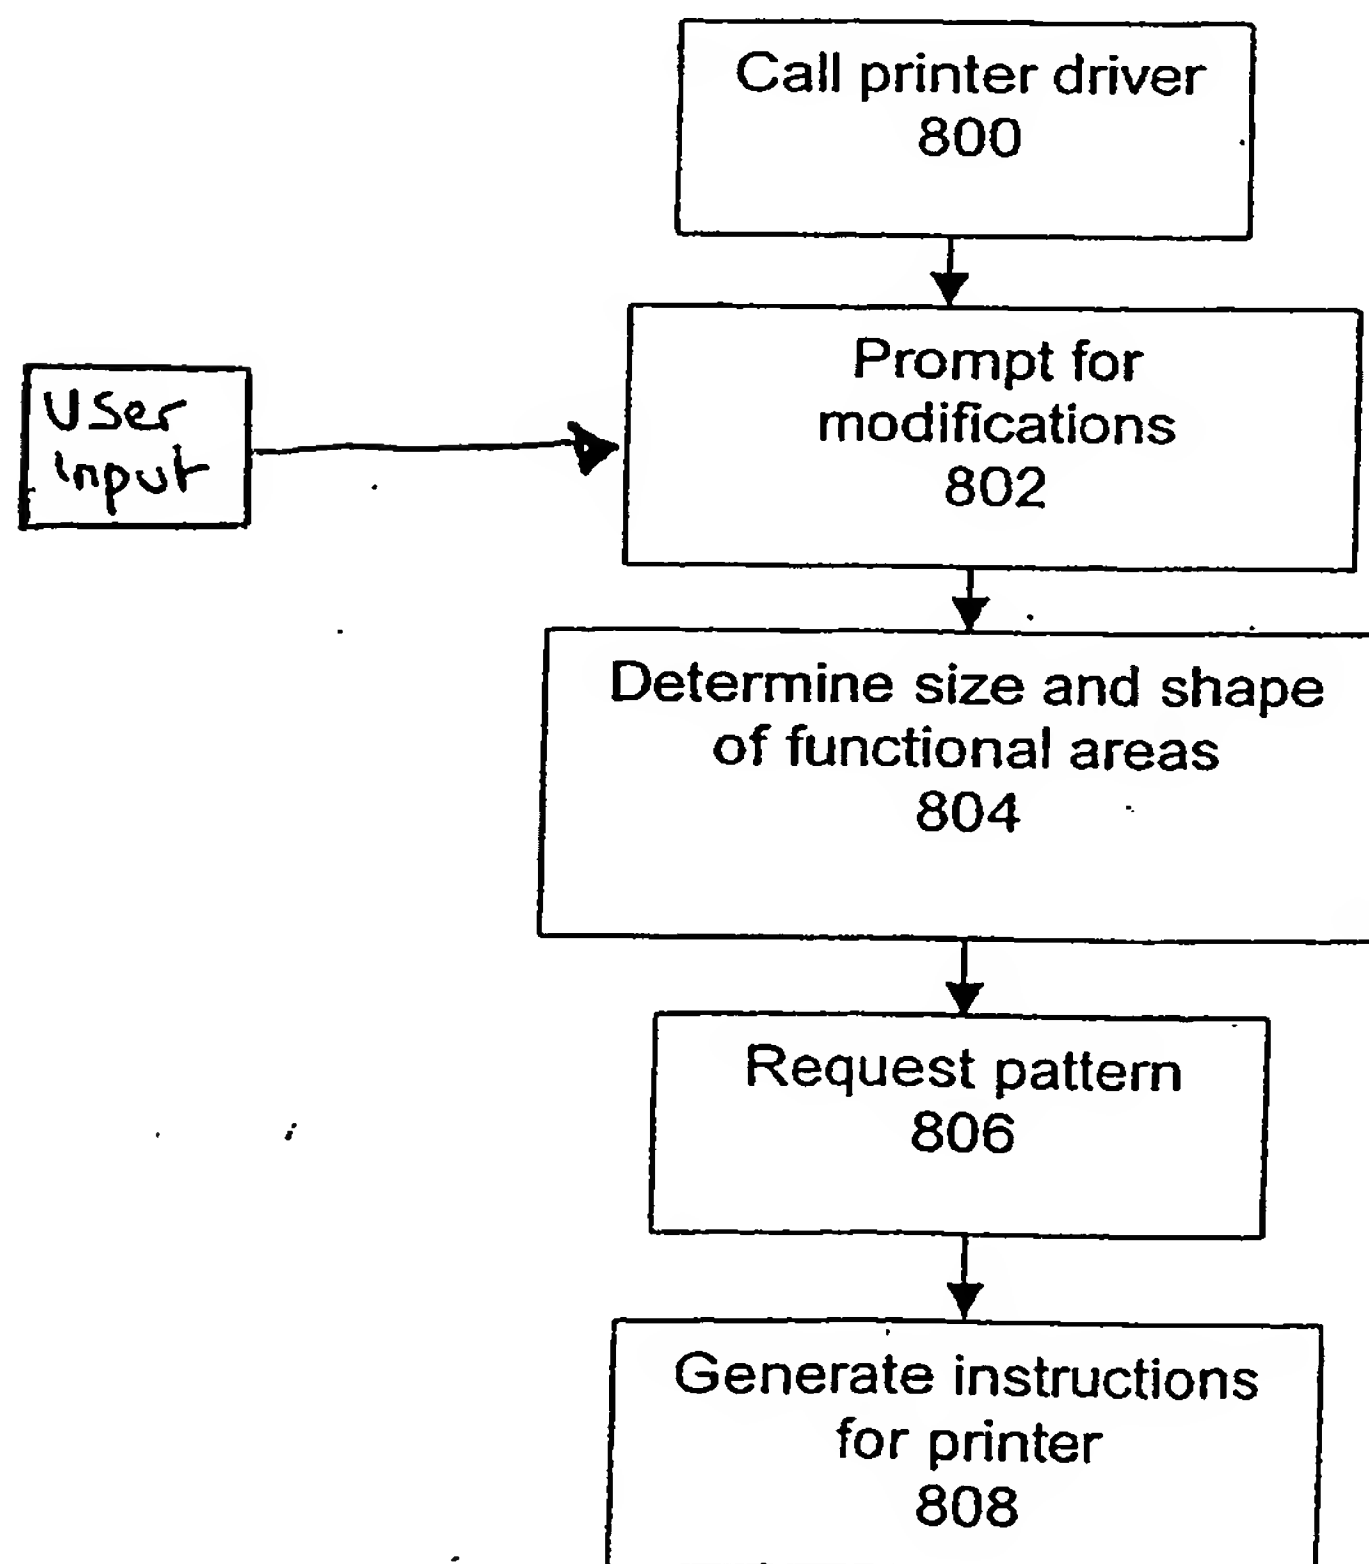 Call printer driver
800
Prompt for
modifications
802
User
input
Determine size and shape
of functional areas
804
Request pattern
806
Generate instructions
for printer
808